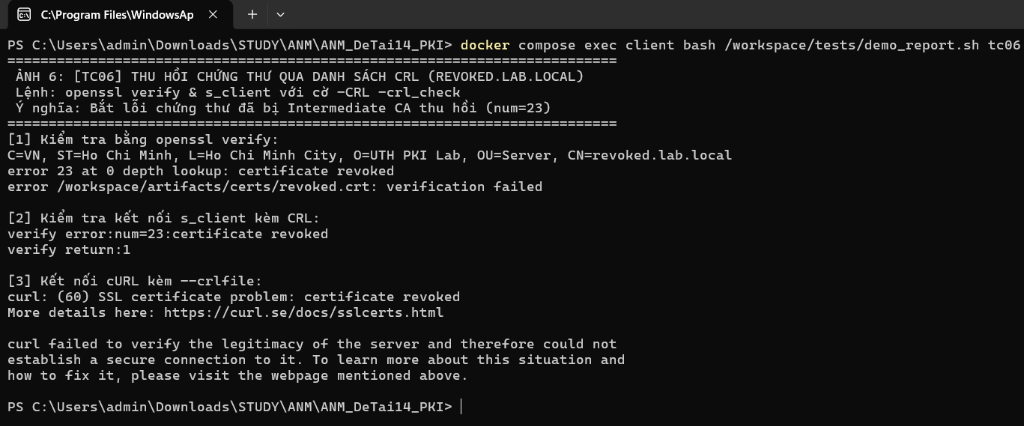 C:\Program Files\WindowsAp
PS C:\Users\admin\Downloads\STUDY\ANM\ANM_DeTai14_PKI> docker compose exec client bash /workspace/tests/demo_report.sh tc06
===========================================================================
ẢNH 6: [TC06] THU HỒI CHỨNG THƯ QUA DANH SÁCH CRL (REVOKED.LAB.LOCAL)
Lệnh: openssl verify & s_client với cờ -CRL -crl_check
Ý nghĩa: Bắt lỗi chứng thư đã bị Intermediate CA thu hồi (num=23)
===========================================================================
[1] Kiểm tra bằng openssl verify:
C=VN, ST=Ho Chi Minh, L=Ho Chi Minh City, O=UTH PKI Lab, OU=Server, CN=revoked.lab.local
error 23 at 0 depth lookup: certificate revoked
error /workspace/artifacts/certs/revoked.crt: verification failed
[2] Kiểm tra kết nối s_client kèm CRL:
verify error:num=23:certificate revoked
verify return:1
[3] Kết nối cURL kèm --crlfile:
curl: (60) SSL certificate problem: certificate revoked
More details here: https://curl.se/docs/sslcerts.html
curl failed to verify the legitimacy of the server and therefore could not
establish a secure connection to it. To learn more about this situation and
how to fix it, please visit the webpage mentioned above.
PS C:\Users\admin\Downloads\STUDY\ANM\ANM_DeTai14_PKI>